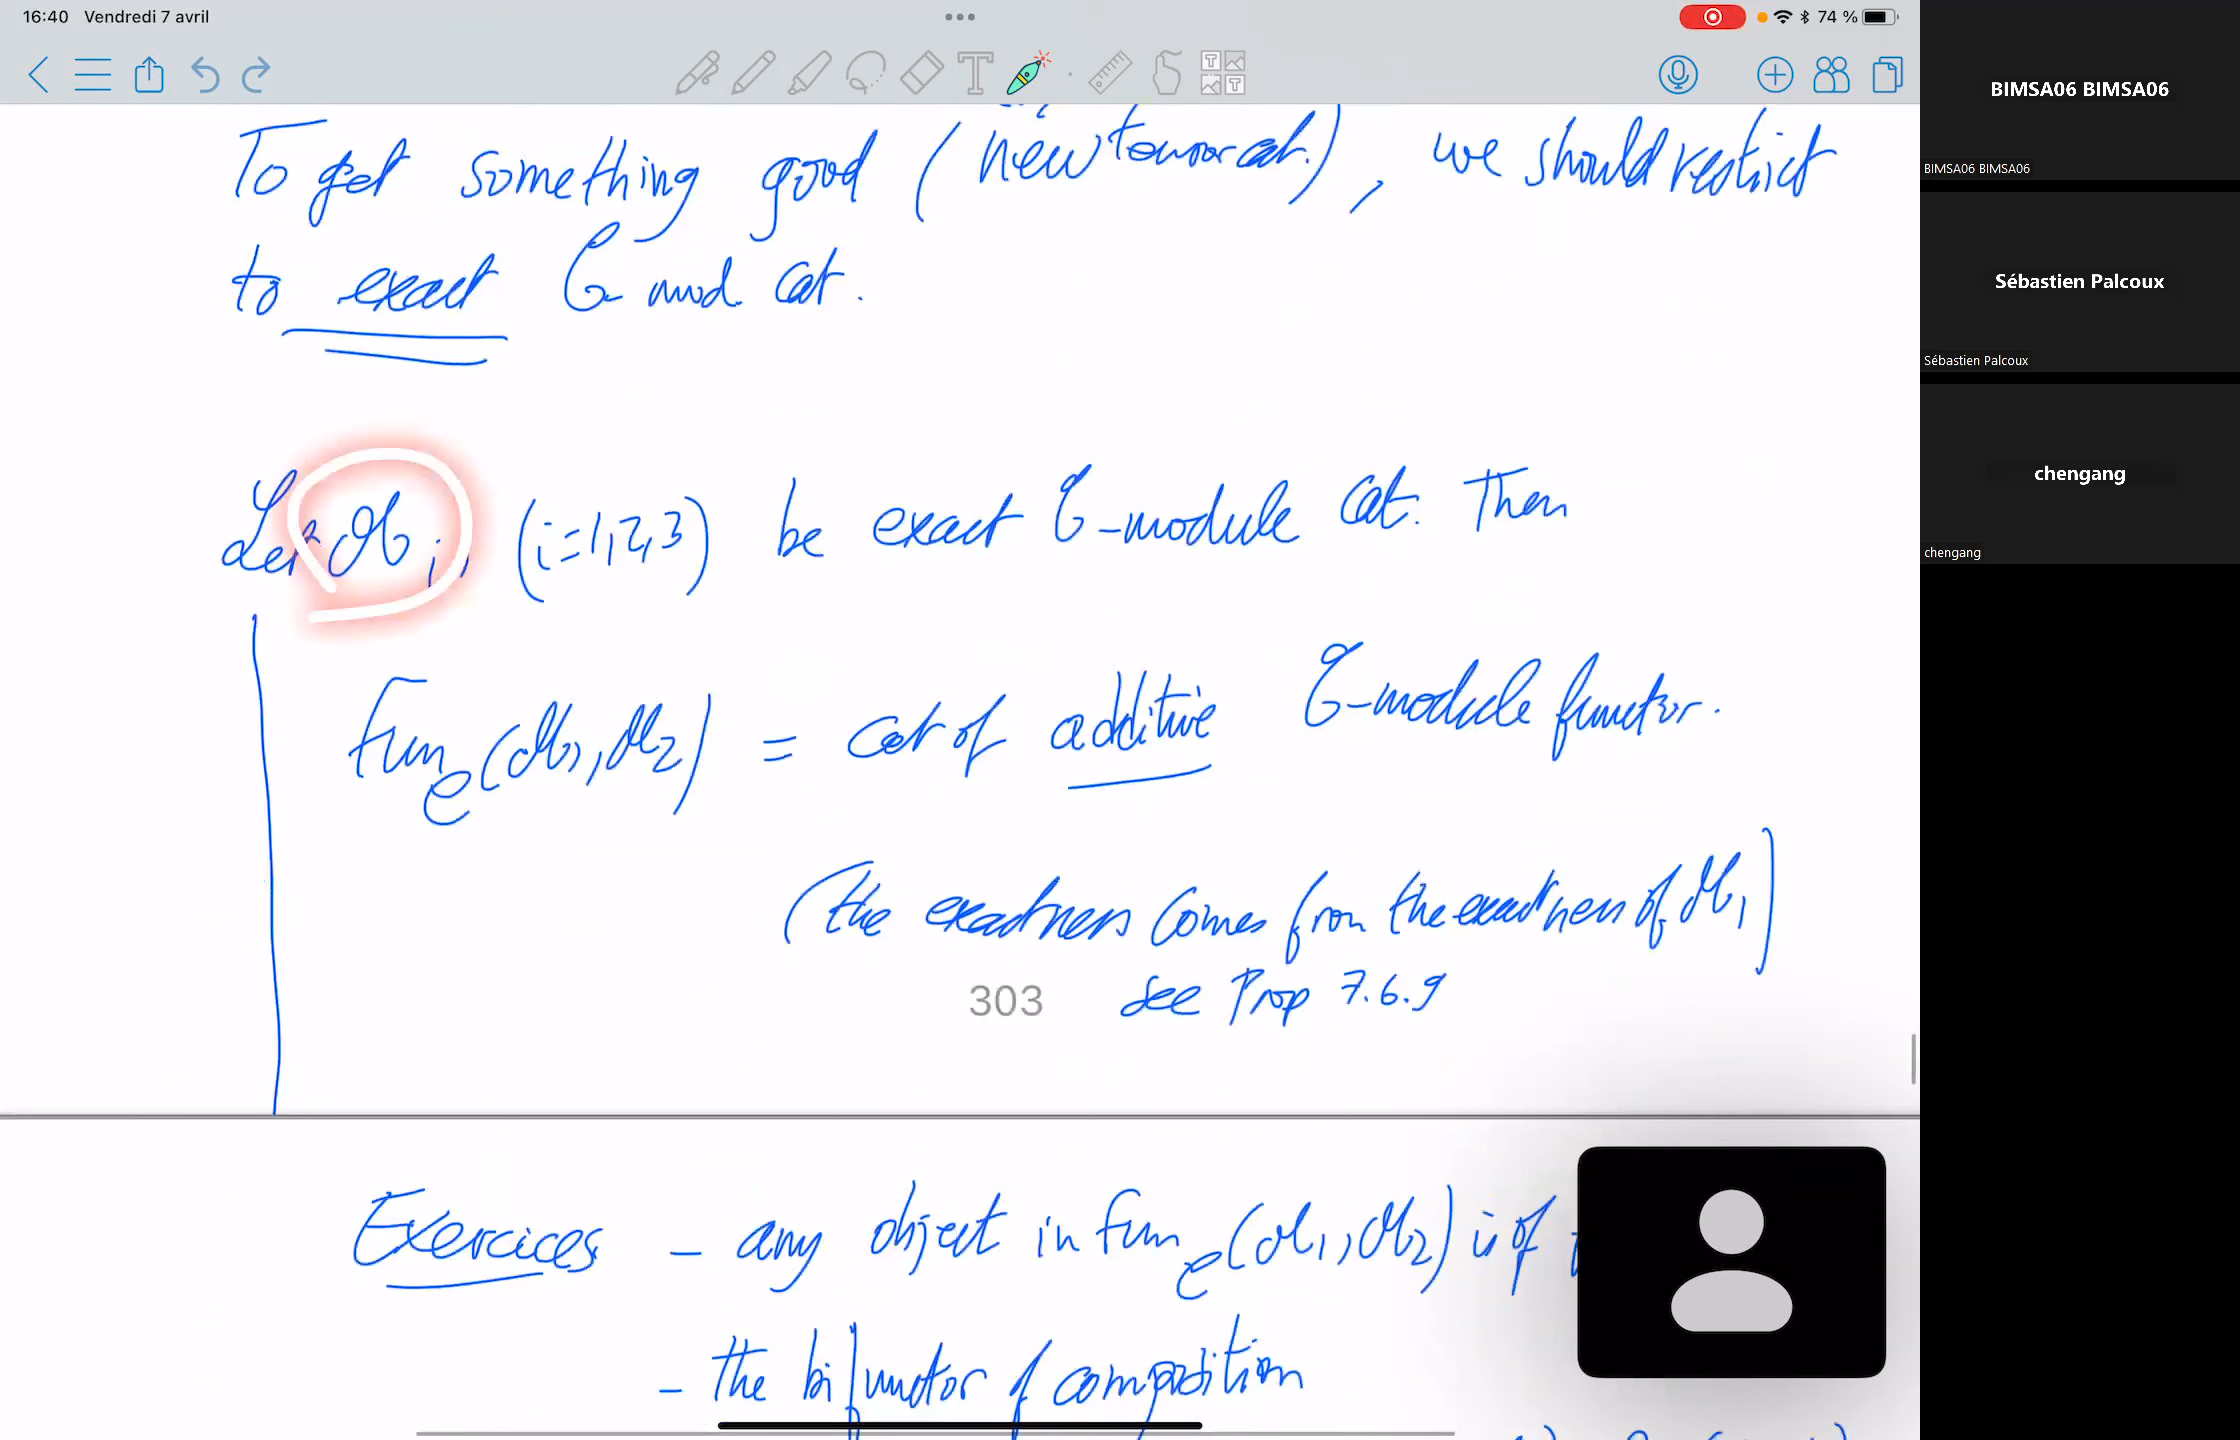 16:40 Vendredi 7 avril
74 %
To get something good (new tensor cat.), we should restrict
to exact C-mod. cat.
Let M_i, (i=1,2,3) be exact C-module cat. Then
Fun_C(M_1, M_2) = cat of additive C-module functor.
(the exactness comes from the exactness of M_1)
303 see Prop 7.6.9
Exercices - any object in Fun_C(M_1, M_2) is of
- the bifunctor of composition
BIMSA06 BIMSA06
BIMSA06 BIMSA06
Sébastien Palcoux
Sébastien Palcoux
chengang
chengang